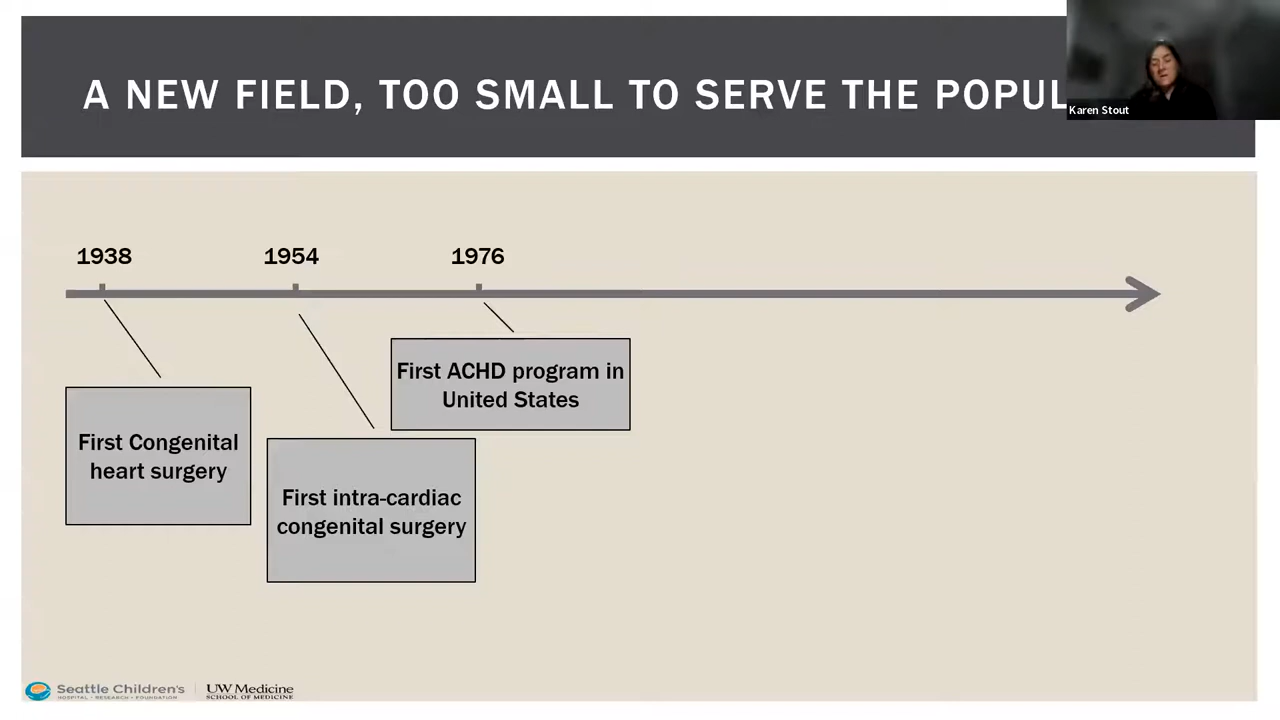 A NEW FIELD, TOO SMALL TO SERVE THE POPUL
Karen Stout
1938
1954
1976
First ACHD program in
United States
First Congenital
heart surgery
First intra-cardiac
congenital surgery
Seattle Children's
HOSPITAL • RESEARCH • FOUNDATION
UW Medicine
SCHOOL OF MEDICINE